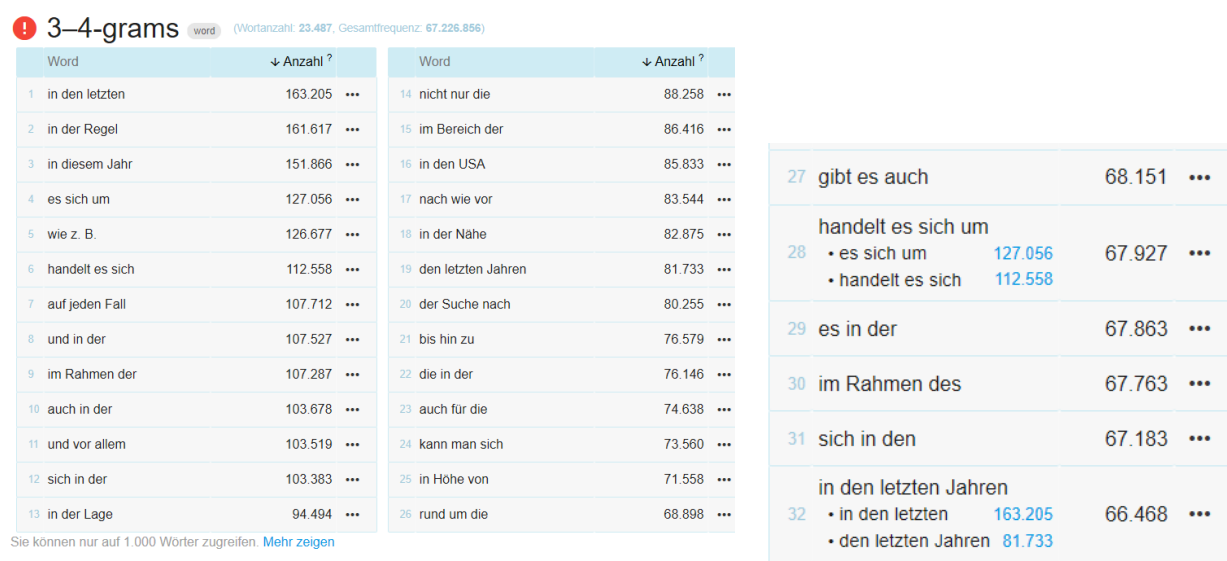 3–4-grams word (Wortanzahl: 23.487, Gesamtfrequenz: 67.226.856)
Word ↓ Anzahl ?
1 in den letzten 163.205 •••
2 in der Regel 161.617 •••
3 in diesem Jahr 151.866 •••
4 es sich um 127.056 •••
5 wie z. B. 126.677 •••
6 handelt es sich 112.558 •••
7 auf jeden Fall 107.712 •••
8 und in der 107.527 •••
9 im Rahmen der 107.287 •••
10 auch in der 103.678 •••
11 und vor allem 103.519 •••
12 sich in der 103.383 •••
13 in der Lage 94.494 •••
Word ↓ Anzahl ?
14 nicht nur die 88.258 •••
15 im Bereich der 86.416 •••
16 in den USA 85.833 •••
17 nach wie vor 83.544 •••
18 in der Nähe 82.875 •••
19 den letzten Jahren 81.733 •••
20 der Suche nach 80.255 •••
21 bis hin zu 76.579 •••
22 die in der 76.146 •••
23 auch für die 74.638 •••
24 kann man sich 73.560 •••
25 in Höhe von 71.558 •••
26 rund um die 68.898 •••
Sie können nur auf 1.000 Wörter zugreifen. Mehr zeigen
27 gibt es auch 68.151 •••
handelt es sich um
28 • es sich um 127.056 67.927 •••
• handelt es sich 112.558
29 es in der 67.863 •••
30 im Rahmen des 67.763 •••
31 sich in den 67.183 •••
in den letzten Jahren
32 • in den letzten 163.205 66.468 •••
• den letzten Jahren 81.733